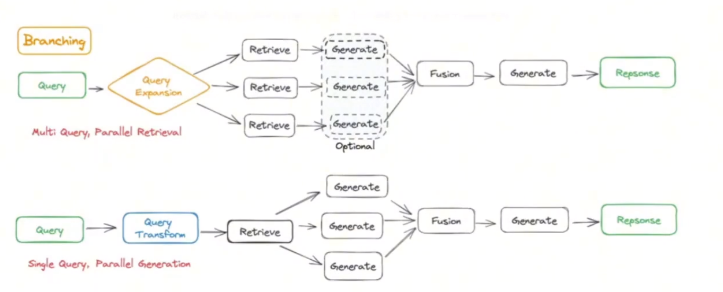 Branching
Query
Query
Expansion
Retrieve
Retrieve
Retrieve
Generate
Generate
Generate
Optional
Fusion
Generate
Repsonse
Multi Query, Parallel Retrieval
Query
Query
Transform
Retrieve
Generate
Generate
Generate
Fusion
Generate
Repsonse
Single Query, Parallel Generation